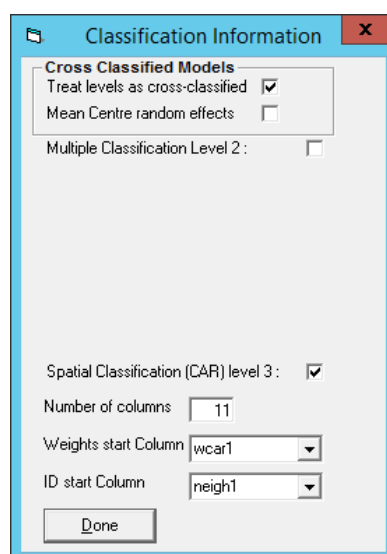 Classification Information
x
Cross Classified Models
Treat levels as cross-classified
Mean Centre random effects
Multiple Classification Level 2 :
Spatial Classification (CAR) level 3 :
Number of columns 11
Weights start Column wcar1
ID start Column neigh1
Done